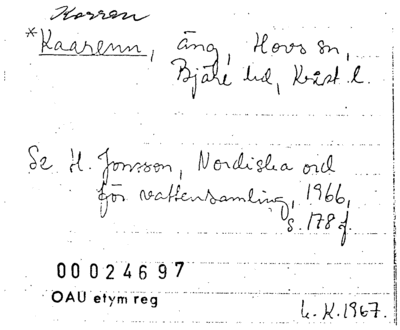 Korren
*Kaarenn, äng, Hovs sn,
Bjäre hd, Krist. l.
Se H. Jonsson, Nordiska ord
för vattensamling, 1966,
s. 178 f.
00024697
OAU etym reg
L. K. 1967.